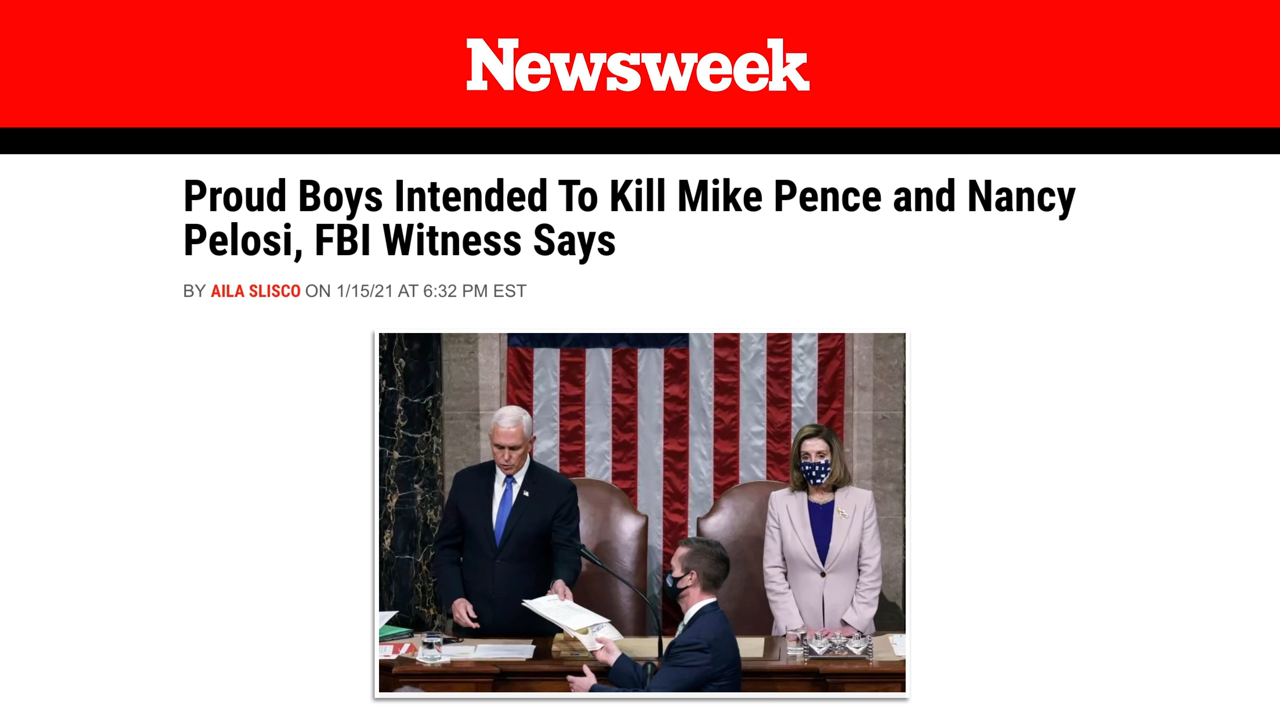 Newsweek
Proud Boys Intended To Kill Mike Pence and Nancy
Pelosi, FBI Witness Says
BY AILA SLISCO ON 1/15/21 AT 6:32 PM EST